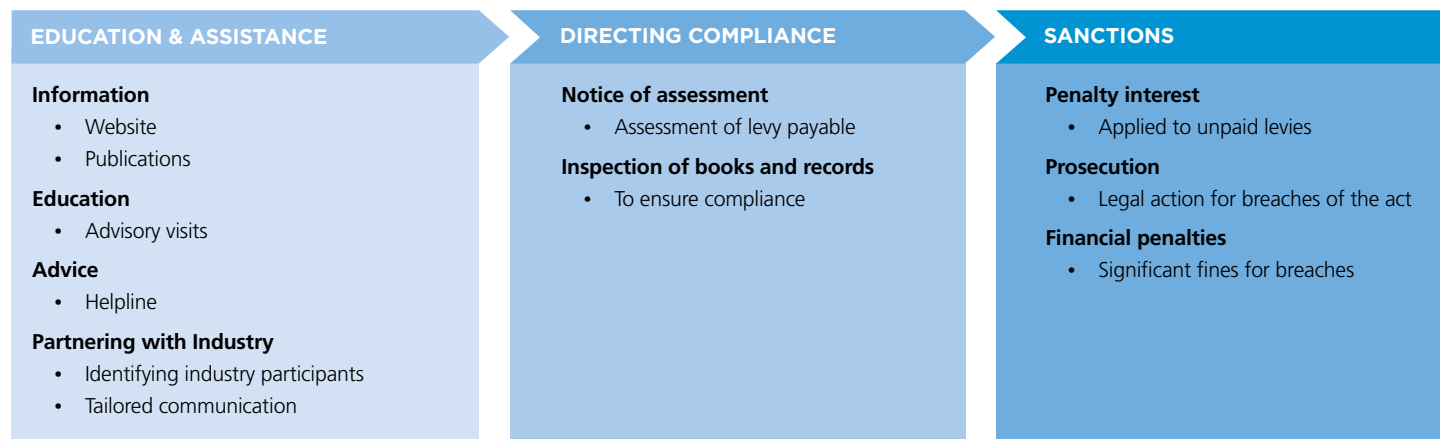 EDUCATION & ASSISTANCE
Information
• Website
• Publications
Education
• Advisory visits
Advice
• Helpline
Partnering with Industry
• Identifying industry participants
• Tailored communication
DIRECTING COMPLIANCE
Notice of assessment
• Assessment of levy payable
Inspection of books and records
• To ensure compliance
SANCTIONS
Penalty interest
• Applied to unpaid levies
Prosecution
• Legal action for breaches of the act
Financial penalties
• Significant fines for breaches